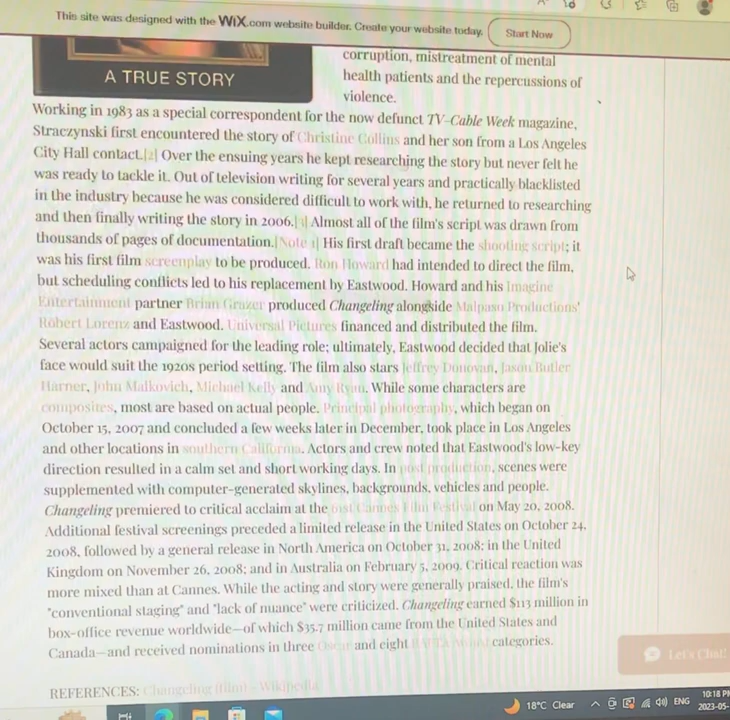 This site was designed with the WiX.com website builder. Create your website today. Start Now
A TRUE STORY
corruption, mistreatment of mental
health patients and the repercussions of
violence.
Working in 1983 as a special correspondent for the now defunct TV-Cable Week magazine,
Straczynski first encountered the story of Christine Collins and her son from a Los Angeles
City Hall contact.[2] Over the ensuing years he kept researching the story but never felt he
was ready to tackle it. Out of television writing for several years and practically blacklisted
in the industry because he was considered difficult to work with, he returned to researching
and then finally writing the story in 2006.[3] Almost all of the film's script was drawn from
thousands of pages of documentation.[Note 1] His first draft became the shooting script; it
was his first film screenplay to be produced. Ron Howard had intended to direct the film,
but scheduling conflicts led to his replacement by Eastwood. Howard and his Imagine
Entertainment partner Brian Grazer produced Changeling alongside Malpaso Productions'
Robert Lorenz and Eastwood. Universal Pictures financed and distributed the film.
Several actors campaigned for the leading role; ultimately, Eastwood decided that Jolie's
face would suit the 1920s period setting. The film also stars Jeffrey Donovan, Jason Butler
Harner, John Malkovich, Michael Kelly and Amy Ryan. While some characters are
composites, most are based on actual people. Principal photography, which began on
October 15, 2007 and concluded a few weeks later in December, took place in Los Angeles
and other locations in southern California. Actors and crew noted that Eastwood's low-key
direction resulted in a calm set and short working days. In post production, scenes were
supplemented with computer-generated skylines, backgrounds, vehicles and people.
Changeling premiered to critical acclaim at the 61st Cannes Film Festival on May 20, 2008.
Additional festival screenings preceded a limited release in the United States on October 24,
2008, followed by a general release in North America on October 31, 2008; in the United
Kingdom on November 26, 2008; and in Australia on February 5, 2009. Critical reaction was
more mixed than at Cannes. While the acting and story were generally praised, the film's
"conventional staging" and "lack of nuance" were criticized. Changeling earned $113 million in
box-office revenue worldwide—of which $35.7 million came from the United States and
Canada—and received nominations in three Oscar and eight BAFTA Award categories.
Let's Chat!
REFERENCES: Changeling (film) - Wikipedia
18°C Clear ENG 10:18 PM
2023-05-